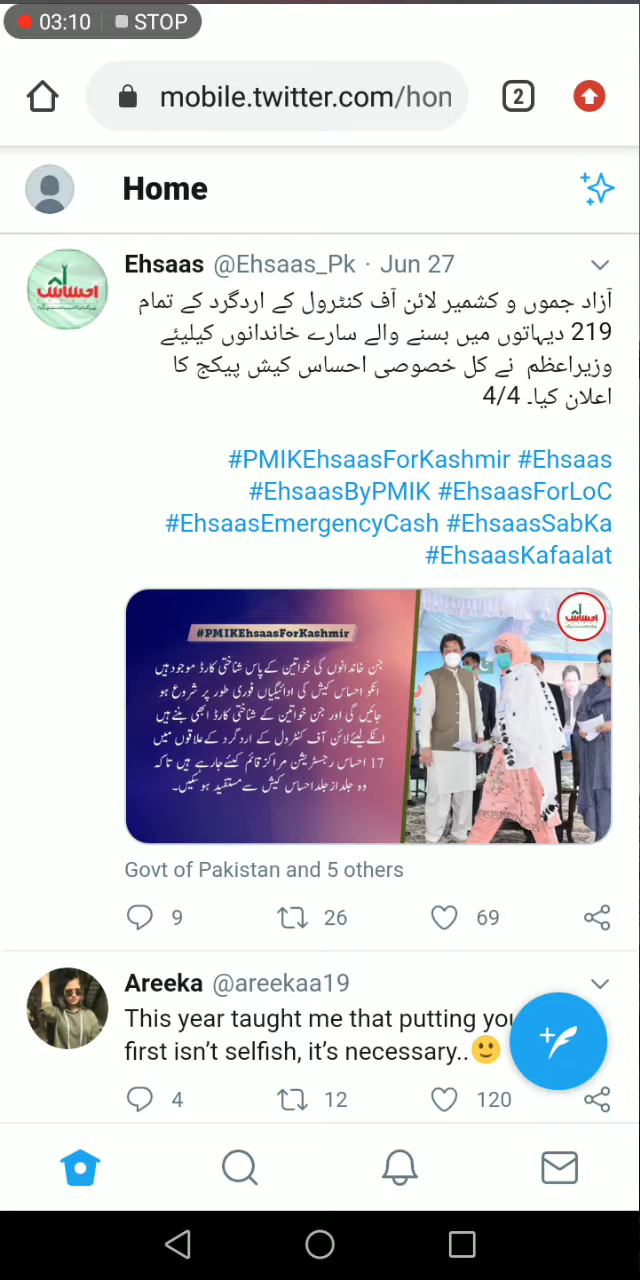 03:10 STOP
mobile.twitter.com/hon 2
Home
Ehsaas @Ehsaas_Pk · Jun 27
آزاد جموں و کشمیر لائن آف کنٹرول کے اردگرد کے تمام
219 دیہاتوں میں بسنے والے سارے خاندانوں کیلیئے
وزیراعظم نے کل خصوصی احساس کیش پیکج کا
اعلان کیا۔ 4/4
#PMIKEhsaasForKashmir #Ehsaas
#EhsaasByPMIK #EhsaasForLoC
#EhsaasEmergencyCash #EhsaasSabKa
#EhsaasKafaalat
احساس
#PMIKEhsaasForKashmir
جن خاندانوں کی خواتین کے پاس شناختی کارڈ موجود ہیں
انکو احساس کیش کی ادائیگیاں فوری طور پر شروع ہو
جائیں گی اور جن خواتین کے شناختی کارڈ ابھی بننے ہیں
انکے لیئے لائن آف کنٹرول کے اردگرد کے علاقوں میں
17 احساس رجسٹریشن مراکز قائم کیئے جا رہے ہیں تاکہ
وہ جلد از جلد احساس کیش سے مستفید ہو سکیں۔
احساس
Govt of Pakistan and 5 others
9 26 69
Areeka @areekaa19
This year taught me that putting you
first isn't selfish, it's necessary..🙂
4 12 120